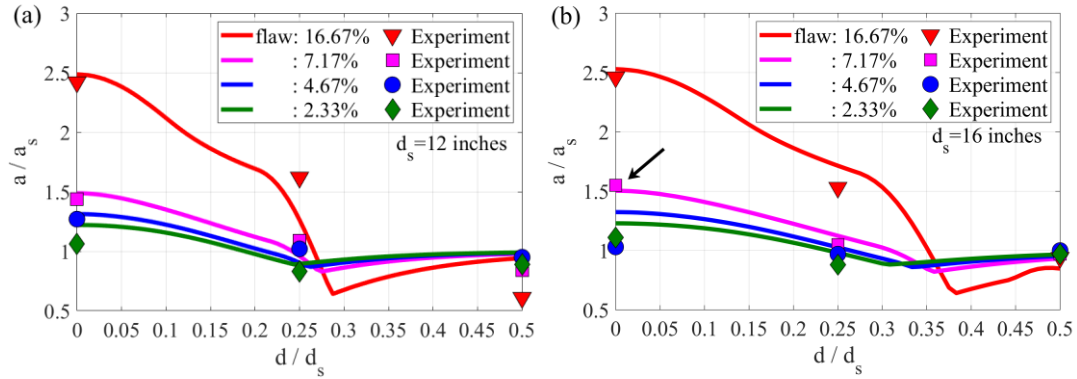 (a)
3
2.5
2
1.5
1
0.5
a / a_s
flaw: 16.67%
: 7.17%
: 4.67%
: 2.33%
Experiment
Experiment
Experiment
Experiment
d_s=12 inches
0 0.05 0.1 0.15 0.2 0.25 0.3 0.35 0.4 0.45 0.5
d / d_s
(b)
3
2.5
2
1.5
1
0.5
a / a_s
flaw: 16.67%
: 7.17%
: 4.67%
: 2.33%
Experiment
Experiment
Experiment
Experiment
d_s=16 inches
0 0.05 0.1 0.15 0.2 0.25 0.3 0.35 0.4 0.45 0.5
d / d_s